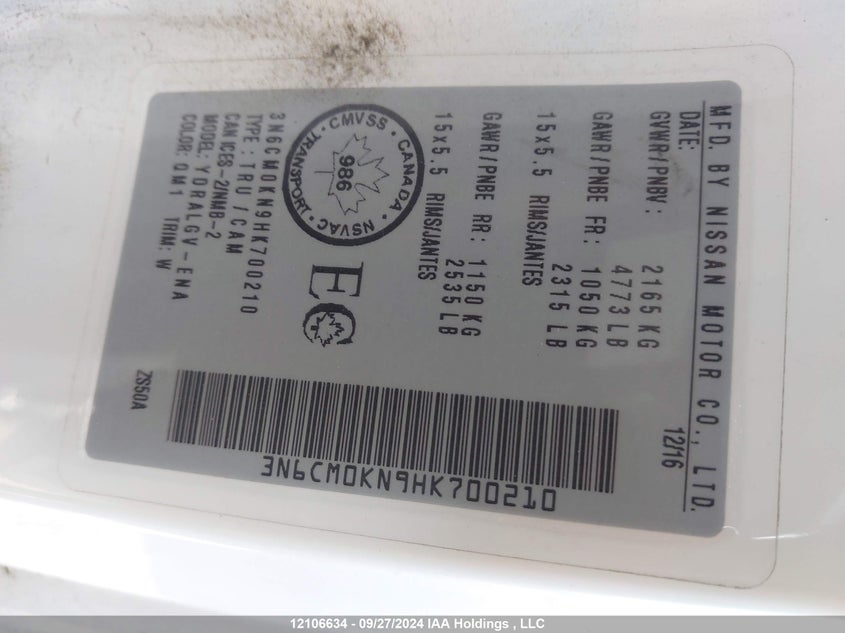 MFD. BY NISSAN MOTOR CO., LTD.
DATE: 12/16
GVWR/PNBV: 2165 KG
4773 LB
GAWR/PNBE FR: 1050 KG
2315 LB
15x5.5 RIMS/JANTES
GAWR/PNBE RR: 1150 KG
2535 LB
15x5.5 RIMS/JANTES
CMVSS · CANADA · NSVAC · TRANSPORT ·
986
EC
3N6CM0KN9HK700210
TYPE: TRU/CAM
CAN ICES-2/NMB-2
MODEL: YDRALGV-ENA
COLOR: QM1 TRIM: W
ZS50A
3N6CM0KN9HK700210
12106634 - 09/27/2024 IAA Holdings , LLC